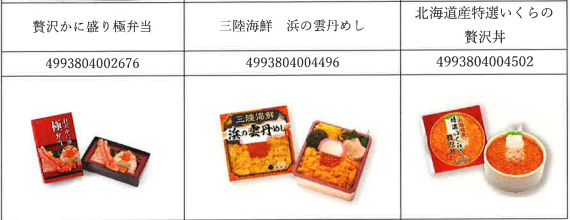 贅沢かに盛り極弁当
三陸海鮮　浜の雲丹めし
北海道産特選いくらの
贅沢丼
4993804002676
4993804004496
4993804004502
極
弁当
三陸海鮮
浜の雲丹めし